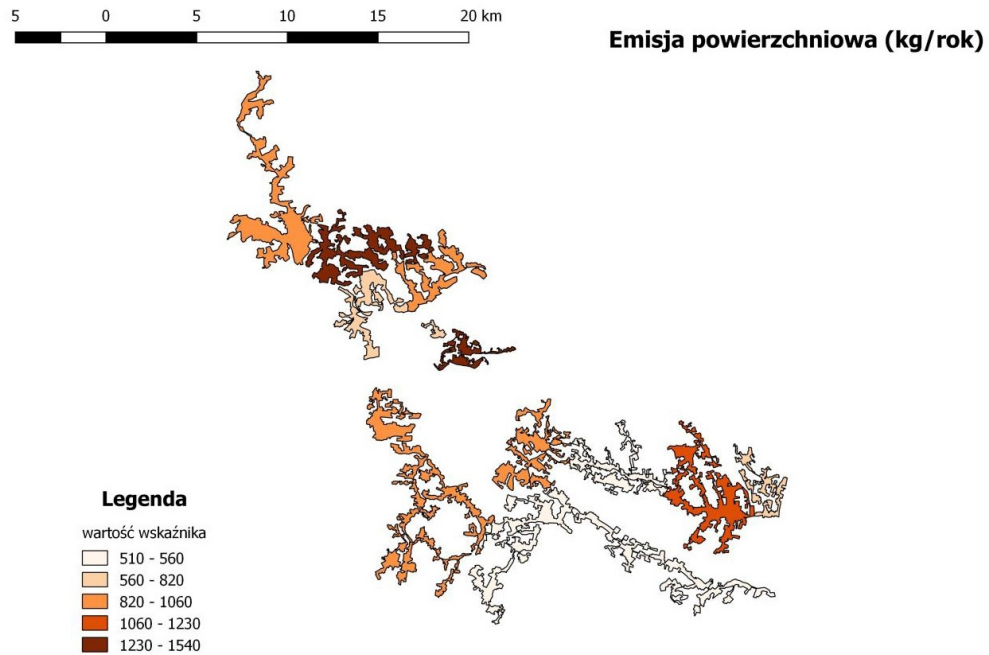 5 0 5 10 15 20 km
Emisja powierzchniowa (kg/rok)
Legenda
wartość wskaźnika
510 - 560
560 - 820
820 - 1060
1060 - 1230
1230 - 1540